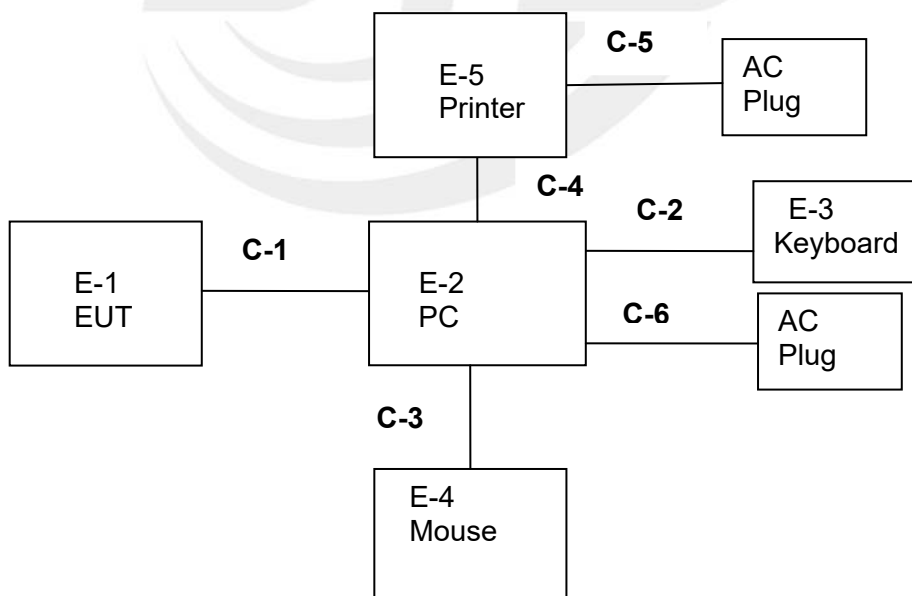 C-5
E-5
Printer
AC
Plug
C-4
C-2
E-3
Keyboard
C-1
E-1
EUT
E-2
PC
C-6
AC
Plug
C-3
E-4
Mouse